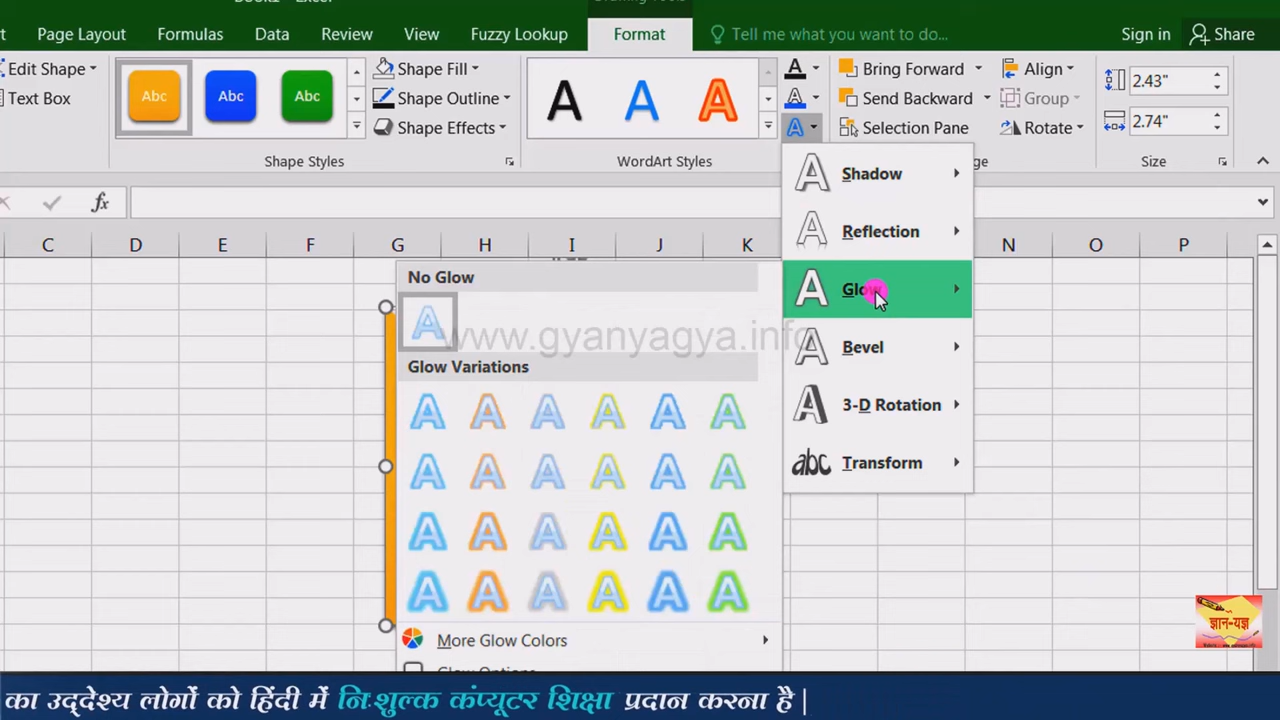 Page Layout Formulas Data Review View Fuzzy Lookup Format Tell me what you want to do... Sign in Share
Edit Shape
Text Box
Abc Abc Abc
Shape Fill
Shape Outline
Shape Effects
A A A
Bring Forward
Send Backward
Selection Pane
Align
Group
Rotate
2.43"
2.74"
Shape Styles WordArt Styles Size
fx
C D E F G H I J K N O P
Shadow
Reflection
Glow
Bevel
3-D Rotation
abc Transform
No Glow
www.gyanyagya.info
Glow Variations
More Glow Colors
Glow Options
ज्ञान-यज्ञ
का उद्देश्य लोगों को हिंदी में निःशुल्क कंप्यूटर शिक्षा प्रदान करना है |